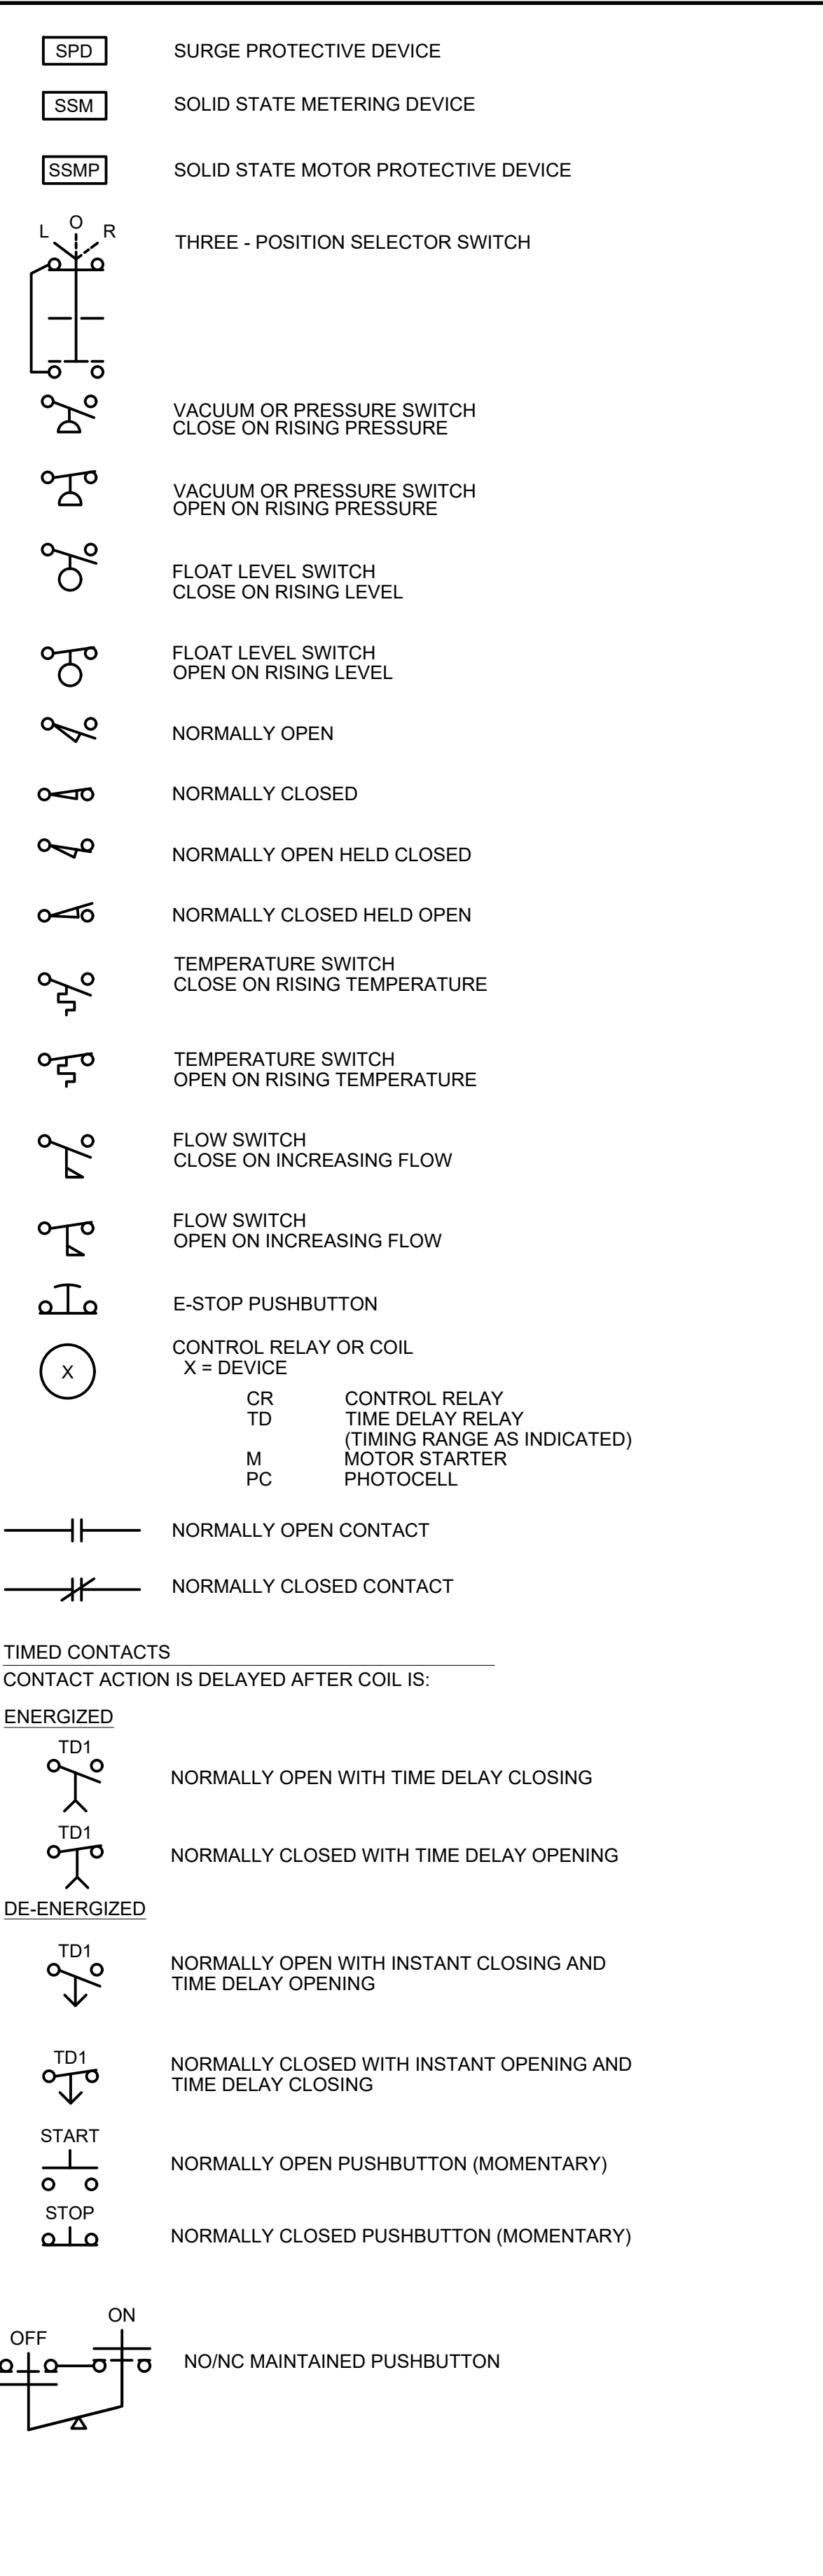 SPD SURGE PROTECTIVE DEVICE
SSM SOLID STATE METERING DEVICE
SSMP SOLID STATE MOTOR PROTECTIVE DEVICE
L O R THREE - POSITION SELECTOR SWITCH
VACUUM OR PRESSURE SWITCH
CLOSE ON RISING PRESSURE
VACUUM OR PRESSURE SWITCH
OPEN ON RISING PRESSURE
FLOAT LEVEL SWITCH
CLOSE ON RISING LEVEL
FLOAT LEVEL SWITCH
OPEN ON RISING LEVEL
NORMALLY OPEN
NORMALLY CLOSED
NORMALLY OPEN HELD CLOSED
NORMALLY CLOSED HELD OPEN
TEMPERATURE SWITCH
CLOSE ON RISING TEMPERATURE
TEMPERATURE SWITCH
OPEN ON RISING TEMPERATURE
FLOW SWITCH
CLOSE ON INCREASING FLOW
FLOW SWITCH
OPEN ON INCREASING FLOW
E-STOP PUSHBUTTON
CONTROL RELAY OR COIL
X X = DEVICE
CR CONTROL RELAY
TD TIME DELAY RELAY
(TIMING RANGE AS INDICATED)
M MOTOR STARTER
PC PHOTOCELL
NORMALLY OPEN CONTACT
NORMALLY CLOSED CONTACT
TIMED CONTACTS
CONTACT ACTION IS DELAYED AFTER COIL IS:
ENERGIZED
TD1
NORMALLY OPEN WITH TIME DELAY CLOSING
TD1
NORMALLY CLOSED WITH TIME DELAY OPENING
DE-ENERGIZED
TD1
NORMALLY OPEN WITH INSTANT CLOSING AND
TIME DELAY OPENING
TD1
NORMALLY CLOSED WITH INSTANT OPENING AND
TIME DELAY CLOSING
START
NORMALLY OPEN PUSHBUTTON (MOMENTARY)
STOP
NORMALLY CLOSED PUSHBUTTON (MOMENTARY)
ON
OFF
NO/NC MAINTAINED PUSHBUTTON